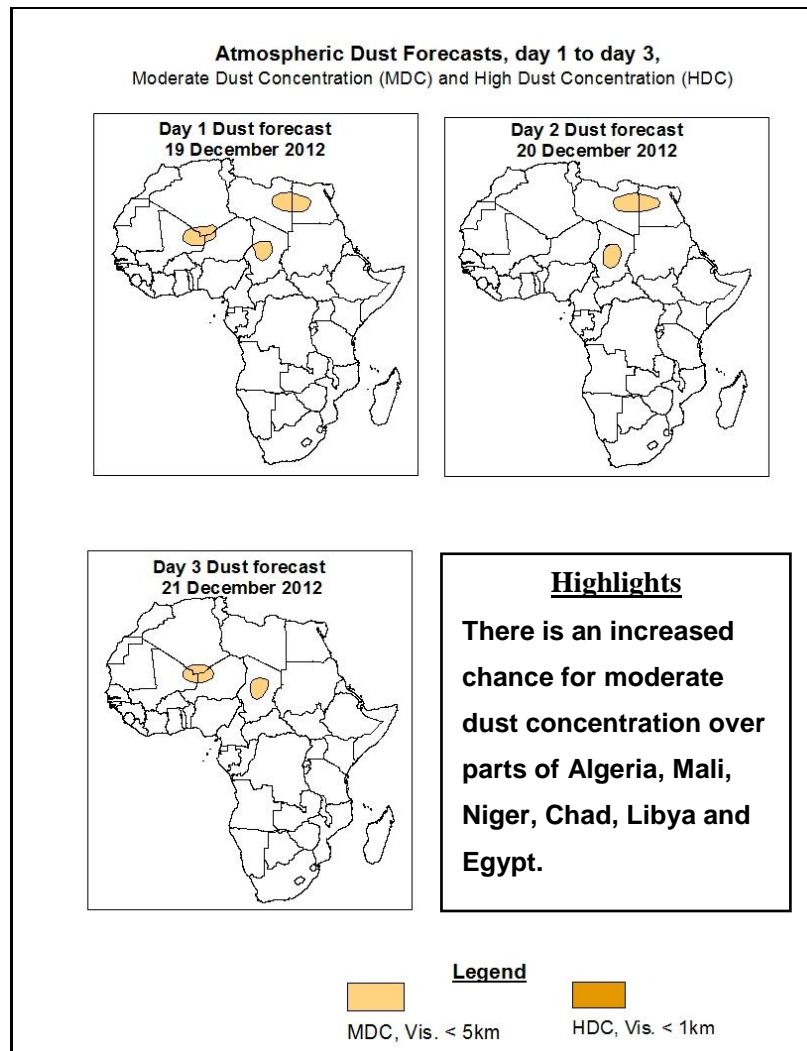 Atmospheric Dust Forecasts, day 1 to day 3,
Moderate Dust Concentration (MDC) and High Dust Concentration (HDC)
Day 1 Dust forecast
19 December 2012
Day 2 Dust forecast
20 December 2012
Day 3 Dust forecast
21 December 2012
Highlights
There is an increased
chance for moderate
dust concentration over
parts of Algeria, Mali,
Niger, Chad, Libya and
Egypt.
Legend
MDC, Vis. < 5km
HDC, Vis. < 1km